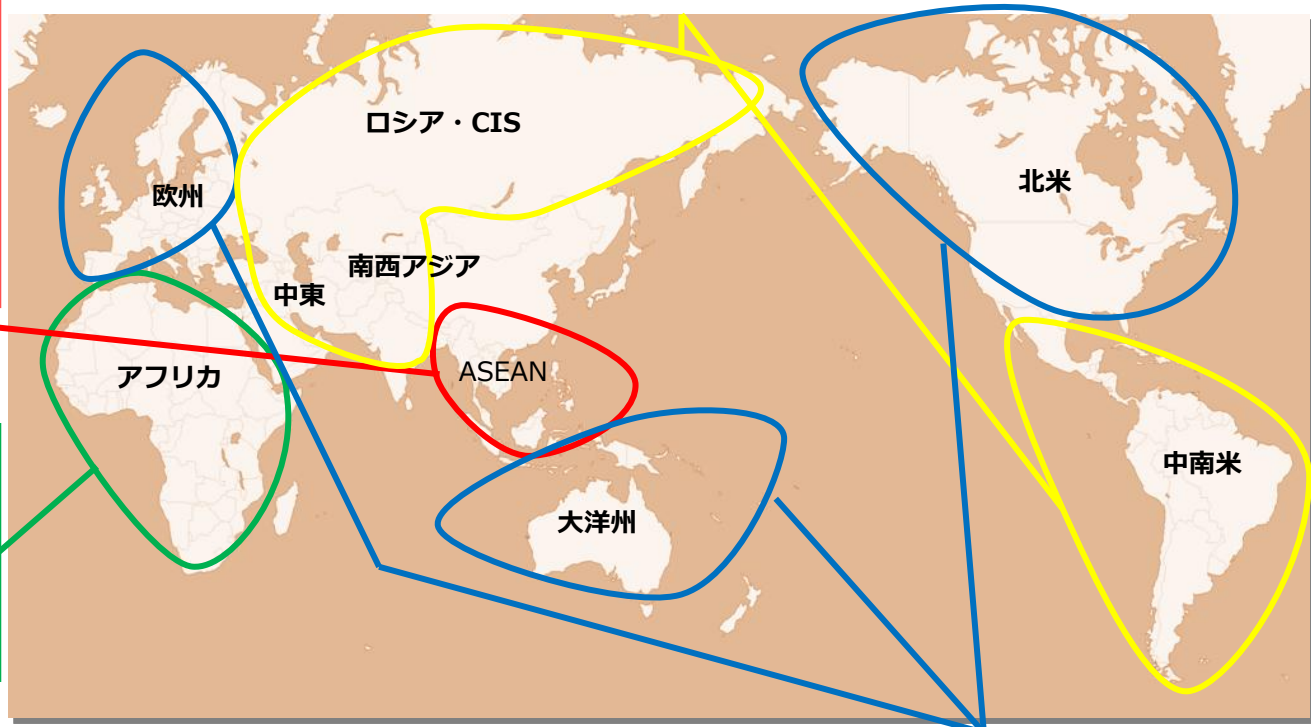 ロシア・CIS
欧州
北米
南西アジア
中東
アフリカ
ASEAN
中南米
大洋州